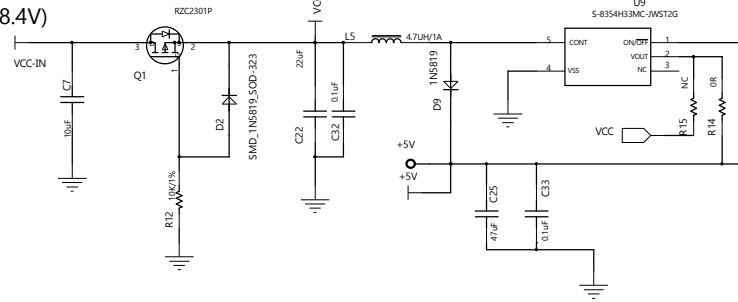 8.4V)
RZC2301P
VCC
U9
S-8354H33MC-JWST2G
3
2
1
Q1
VCC-IN
C7
10uF
D2
SMD_1N5819_SOD-323
22uF
C22
0.1uF
C32
L5
4.7UH/1A
1N5819
D9
5
CONT
ON/OFF
1
VOUT
2
4
VSS
NC
3
NC
R15
0R
R14
VCC
+5V
+5V
10K/1%
R12
C25
47uF
C33
0.1uF